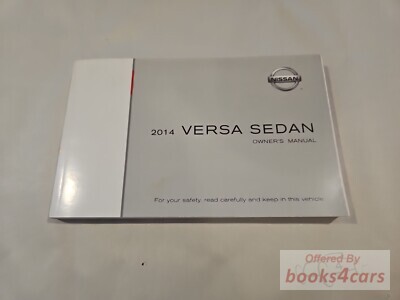 NISSAN
2014 VERSA SEDAN
OWNER'S MANUAL
For your safety, read carefully and keep in this vehicle.
Offered By
books4cars